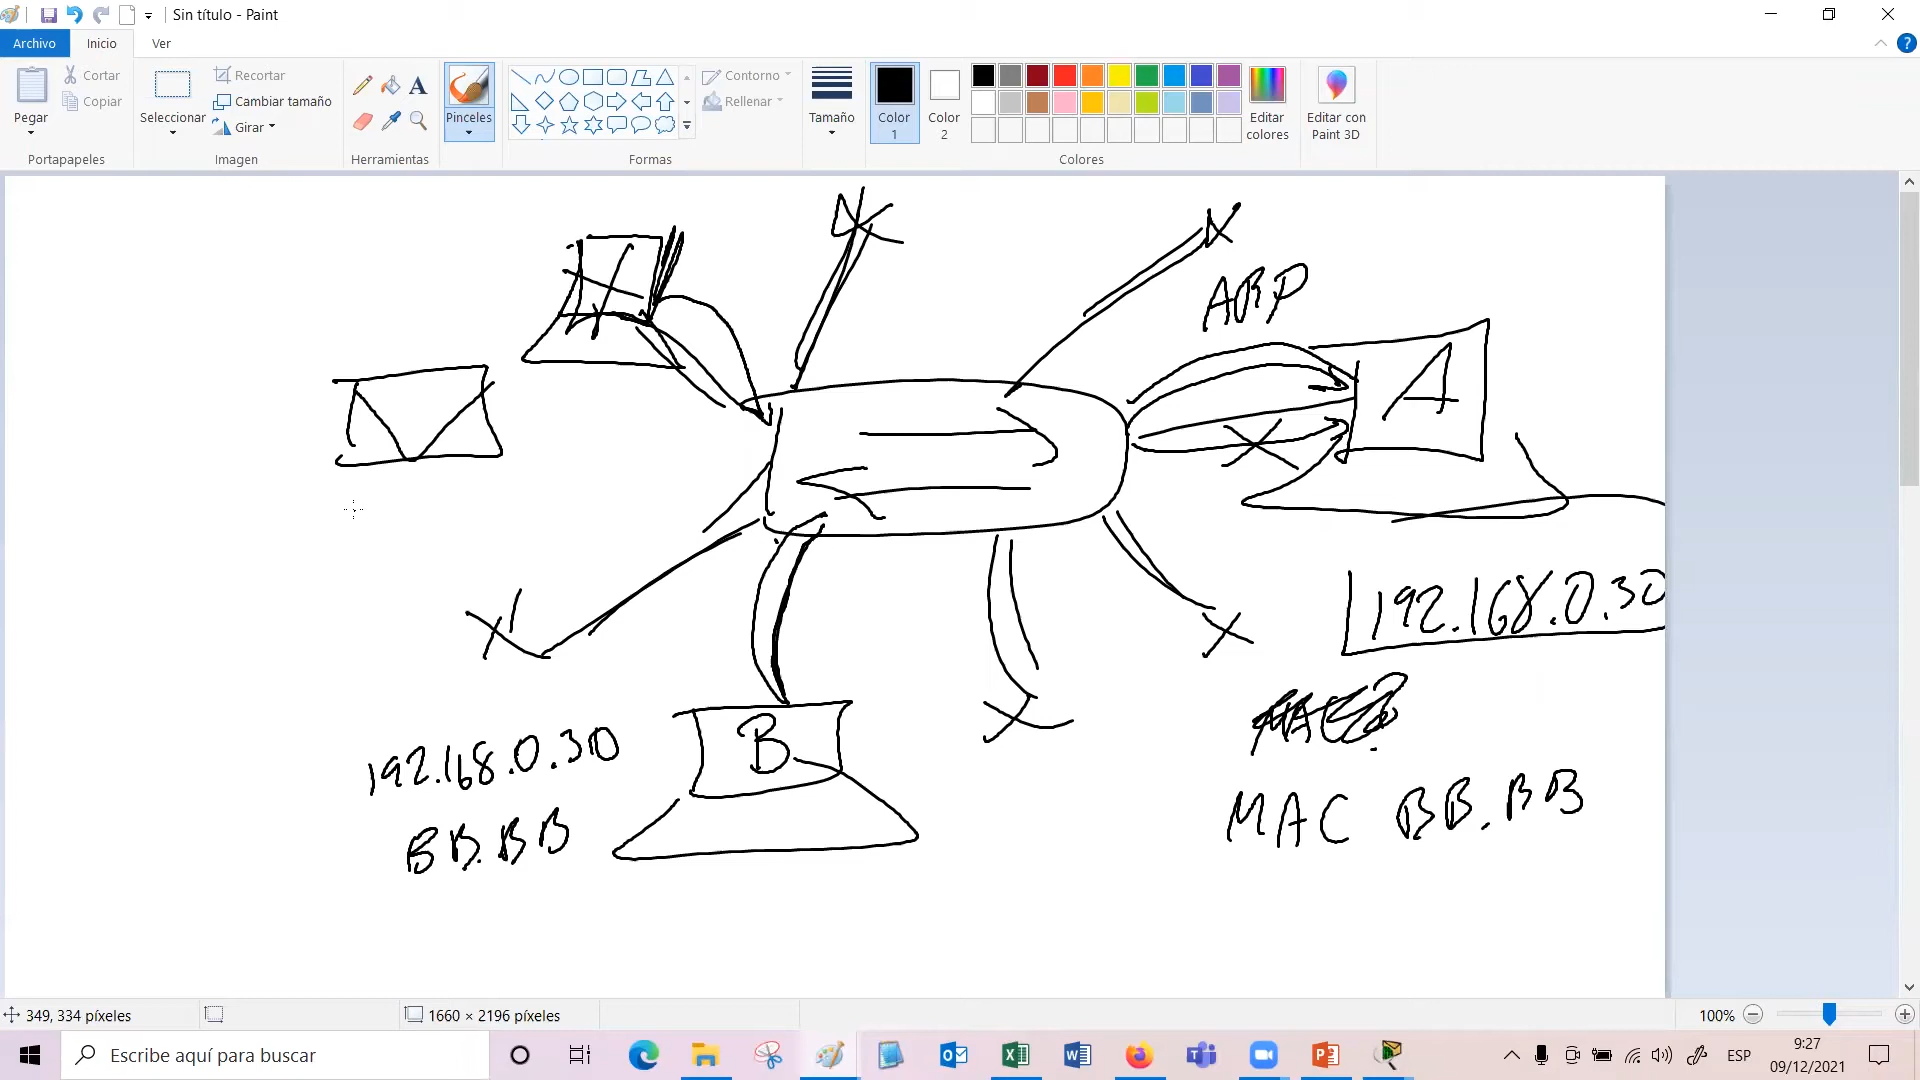 Sin título - Paint
Archivo Inicio Ver
Pegar
Cortar
Copiar
Portapapeles
Seleccionar
Recortar
Cambiar tamaño
Girar
Imagen
A
Herramientas
Pinceles
Contorno
Rellenar
Formas
Tamaño
Color 1
Color 2
Editar colores
Editar con Paint 3D
Colores
ARP
A
192.168.0.30
MAC BB.BB
B
192.168.0.30
BB.BB
349, 334 píxeles
1660 × 2196 píxeles
100%
Escribe aquí para buscar
ESP
9:27
09/12/2021